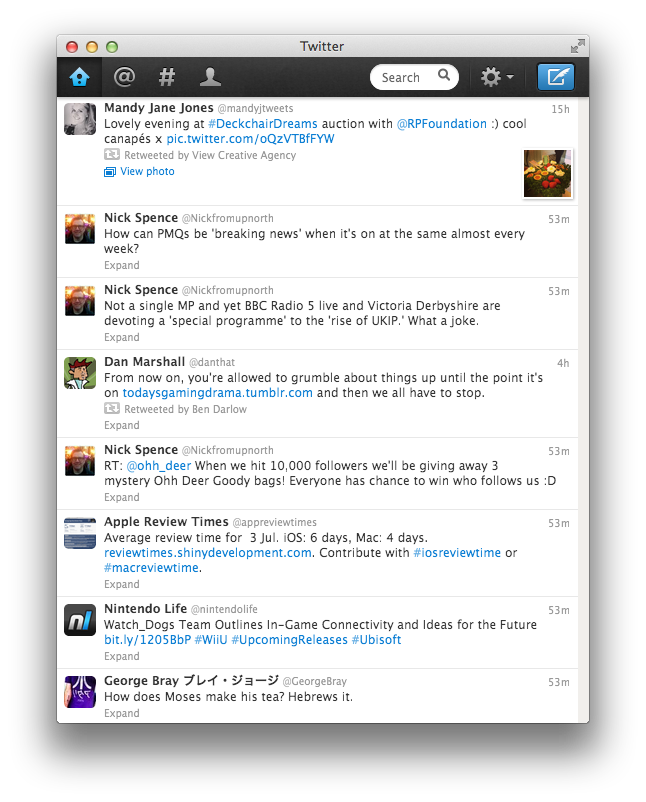 Twitter
@ #
Search
Mandy Jane Jones @mandyjtweets 15h
Lovely evening at #DeckchairDreams auction with @RPFoundation :) cool
canapés x pic.twitter.com/oQzVTBfFYW
Retweeted by View Creative Agency
View photo
Nick Spence @Nickfromupnorth 53m
How can PMQs be 'breaking news' when it's on at the same almost every
week?
Expand
Nick Spence @Nickfromupnorth 53m
Not a single MP and yet BBC Radio 5 live and Victoria Derbyshire are
devoting a 'special programme' to the 'rise of UKIP.' What a joke.
Expand
Dan Marshall @danthat 4h
From now on, you're allowed to grumble about things up until the point it's
on todaysgamingdrama.tumblr.com and then we all have to stop.
Retweeted by Ben Darlow
Expand
Nick Spence @Nickfromupnorth 53m
RT: @ohh_deer When we hit 10,000 followers we'll be giving away 3
mystery Ohh Deer Goody bags! Everyone has chance to win who follows us :D
Expand
Apple Review Times @appreviewtimes 53m
Average review time for 3 Jul. iOS: 6 days, Mac: 4 days.
reviewtimes.shinydevelopment.com. Contribute with #iosreviewtime or
#macreviewtime.
Expand
Nintendo Life @nintendolife 53m
Watch_Dogs Team Outlines In-Game Connectivity and Ideas for the Future
bit.ly/1205BbP #WiiU #UpcomingReleases #Ubisoft
Expand
nl
George Bray ブレイ・ジョージ @GeorgeBray 53m
How does Moses make his tea? Hebrews it.
Expand